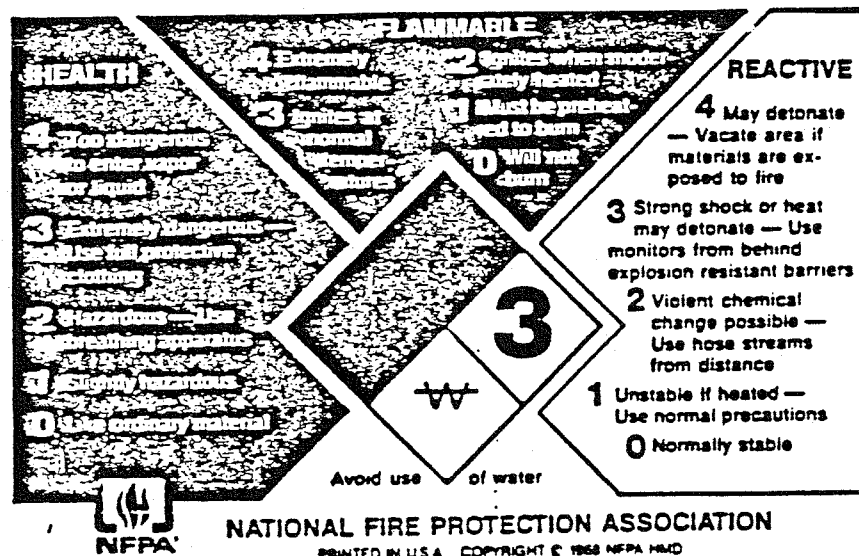 FLAMMABLE
4 Extremely
flammable
3 Ignites at
normal
temper-
atures
2 Ignites when moder-
ately heated
1 Must be preheat-
ed to burn
0 Will not
burn
HEALTH
4 Too dangerous
to enter vapor
or liquid
3 Extremely dangerous —
Use full protective
clothing
2 Hazardous — Use
breathing apparatus
1 Slightly hazardous
0 Like ordinary material
REACTIVE
4 May detonate
— Vacate area if
materials are ex-
posed to fire
3 Strong shock or heat
may detonate — Use
monitors from behind
explosion resistant barriers
2 Violent chemical
change possible —
Use hose streams
from distance
1 Unstable if heated —
Use normal precautions
0 Normally stable
3
W
Avoid use of water
NFPA
NATIONAL FIRE PROTECTION ASSOCIATION
PRINTED IN U.S.A. COPYRIGHT © 1968 NFPA HMD